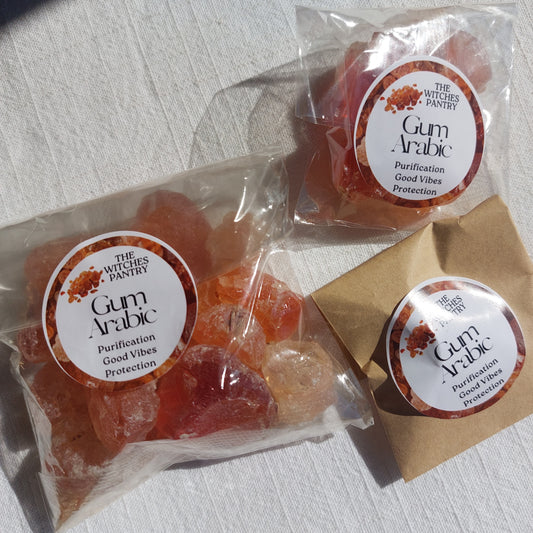 THE
WITCHES
PANTRY
Gum
Arabic
Purification
Good Vibes
Protection
THE
WITCHES
PANTRY
Gum
Arabic
Purification
Good Vibes
Protection
THE
WITCHES
PANTRY
Gum
Arabic
Purification
Good Vibes
Protection